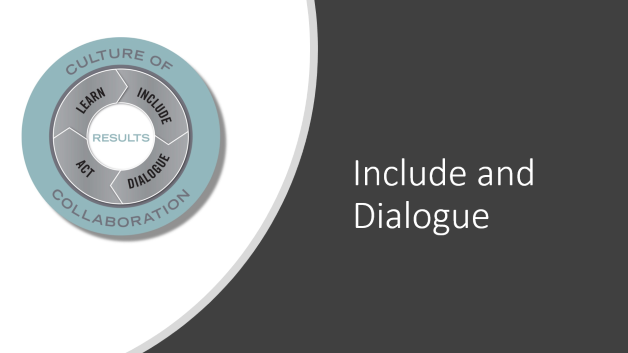 CULTURE OF
LEARN
INCLUDE
RESULTS
ACT
DIALOGUE
COLLABORATION
Include and
Dialogue